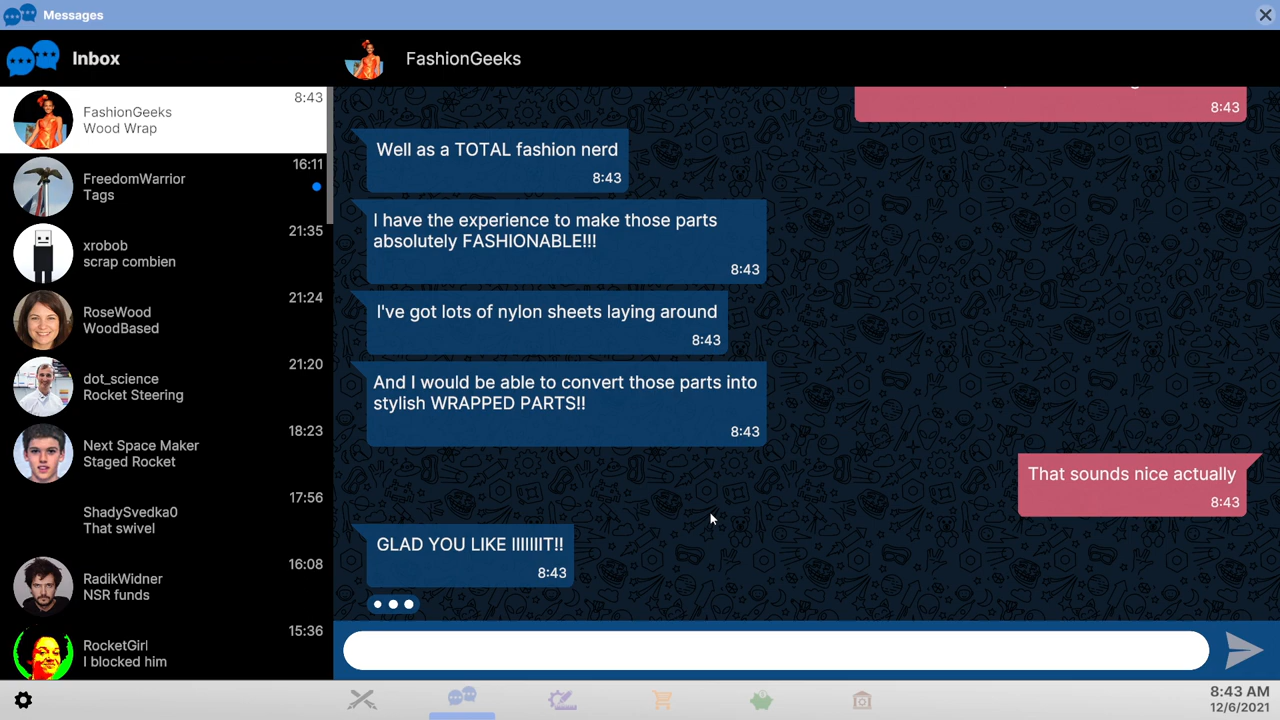 Messages
Inbox
FashionGeeks
8:43
FashionGeeks
Wood Wrap
16:11
FreedomWarrior
Tags
21:35
xrobob
scrap combien
21:24
RoseWood
WoodBased
21:20
dot_science
Rocket Steering
18:23
Next Space Maker
Staged Rocket
17:56
ShadySvedka0
That swivel
16:08
RadikWidner
NSR funds
15:36
RocketGirl
I blocked him
8:43
Well as a TOTAL fashion nerd
8:43
I have the experience to make those parts
absolutely FASHIONABLE!!!
8:43
I've got lots of nylon sheets laying around
8:43
And I would be able to convert those parts into
stylish WRAPPED PARTS!!
8:43
That sounds nice actually
8:43
GLAD YOU LIKE IIIIIIIT!!
8:43
8:43 AM
12/6/2021